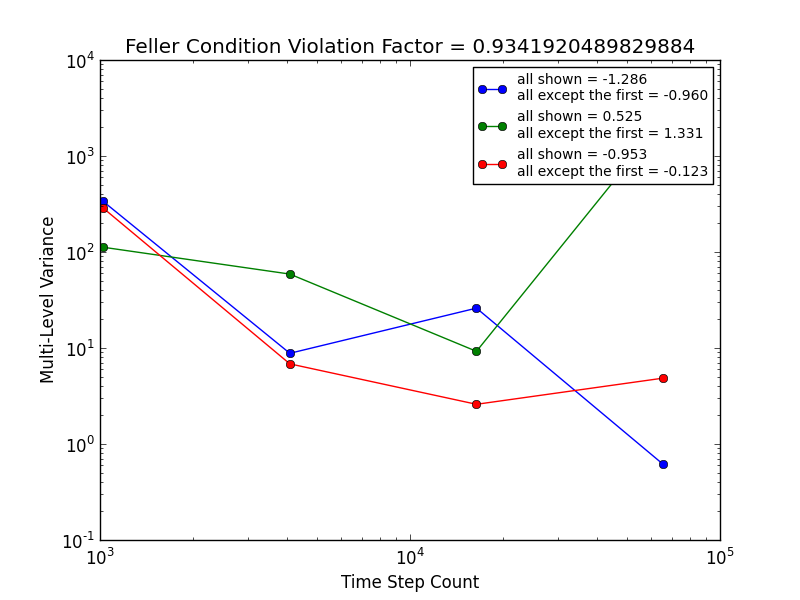 Feller Condition Violation Factor = 0.9341920489829884
all shown = -1.286
all except the first = -0.960
all shown = 0.525
all except the first = 1.331
all shown = -0.953
all except the first = -0.123
Multi-Level Variance
10^4
10^3
10^2
10^1
10^0
10^-1
10^3
10^4
10^5
Time Step Count